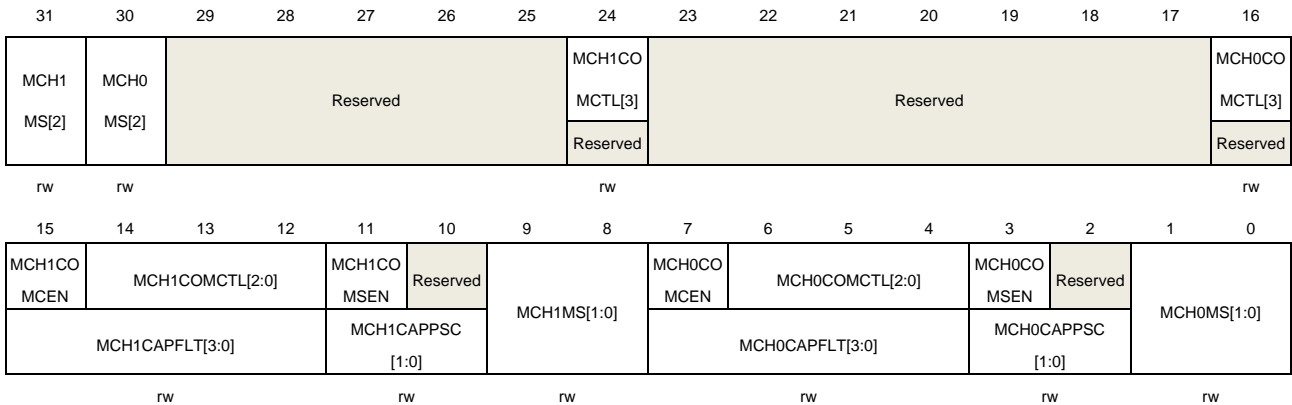 31 30 29 28 27 26 25 24 23 22 21 20 19 18 17 16
MCH1 MS[2]
MCH0 MS[2]
Reserved
MCH1CO MCTL[3]
Reserved
Reserved
MCH0CO MCTL[3]
Reserved
rw rw rw rw
15 14 13 12 11 10 9 8 7 6 5 4 3 2 1 0
MCH1CO MCEN
MCH1COMCTL[2:0]
MCH1CO MSEN
Reserved
MCH1MS[1:0]
MCH0CO MCEN
MCH0COMCTL[2:0]
MCH0CO MSEN
Reserved
MCH0MS[1:0]
MCH1CAPFLT[3:0]
MCH1CAPPSC [1:0]
MCH0CAPFLT[3:0]
MCH0CAPPSC [1:0]
rw rw rw rw rw rw